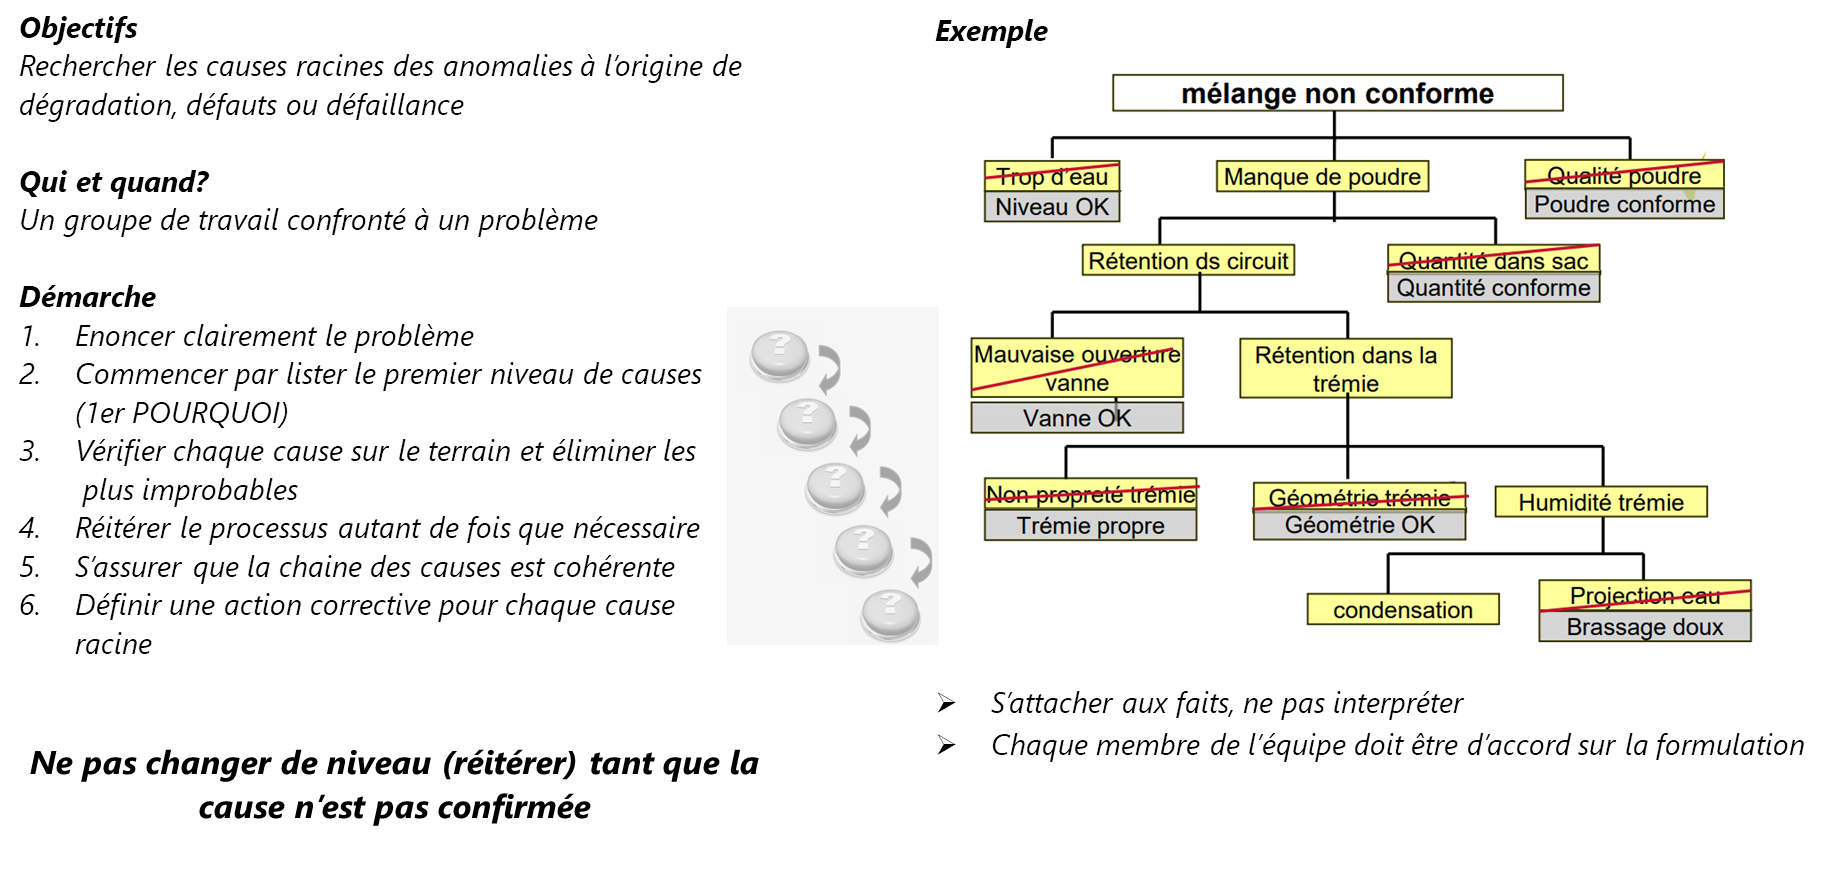 Objectifs
Rechercher les causes racines des anomalies à l’origine de
dégradation, défauts ou défaillance
Qui et quand?
Un groupe de travail confronté à un problème
Démarche
1. Enoncer clairement le problème
2. Commencer par lister le premier niveau de causes
(1er POURQUOI)
3. Vérifier chaque cause sur le terrain et éliminer les
plus improbables
4. Réitérer le processus autant de fois que nécessaire
5. S’assurer que la chaine des causes est cohérente
6. Définir une action corrective pour chaque cause
racine
?
?
?
?
?
Ne pas changer de niveau (réitérer) tant que la
cause n’est pas confirmée
Exemple
mélange non conforme
Trop d’eau
Niveau OK
Manque de poudre
Qualité poudre
Poudre conforme
Rétention ds circuit
Quantité dans sac
Quantité conforme
Mauvaise ouverture
vanne
Vanne OK
Rétention dans la
trémie
Non propreté trémie
Trémie propre
Géométrie trémie
Géométrie OK
Humidité trémie
condensation
Projection eau
Brassage doux
S’attacher aux faits, ne pas interpréter
Chaque membre de l’équipe doit être d’accord sur la formulation